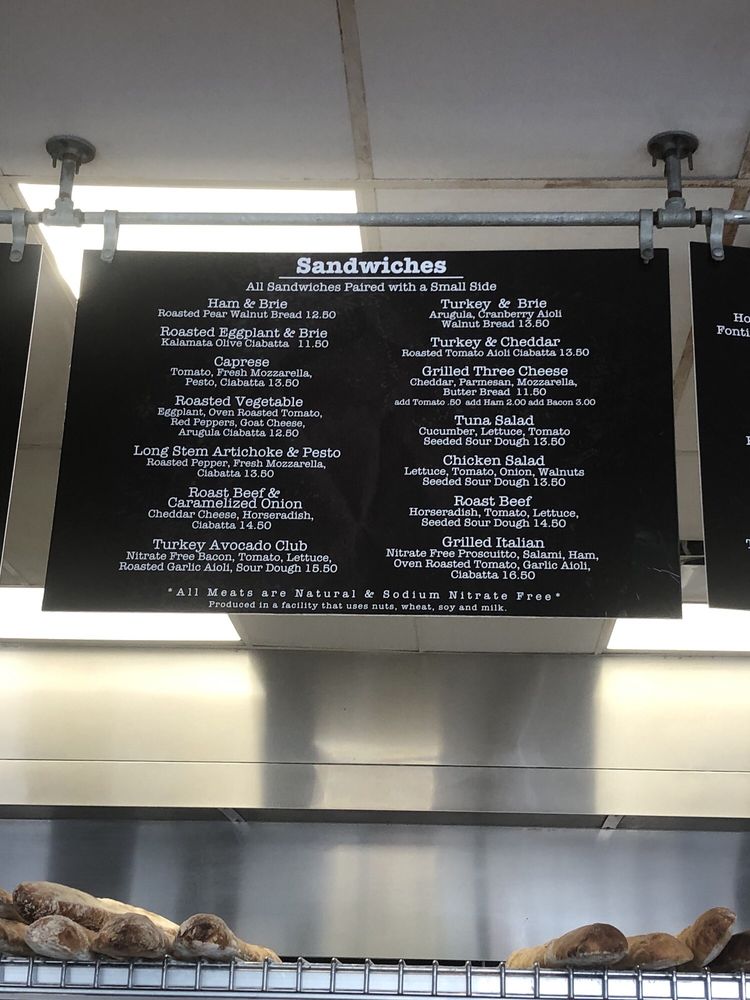 Sandwiches
All Sandwiches Paired with a Small Side
Ham & Brie
Roasted Pear Walnut Bread 12.50
Roasted Eggplant & Brie
Kalamata Olive Ciabatta 11.50
Caprese
Tomato, Fresh Mozzarella,
Pesto, Ciabatta 13.50
Roasted Vegetable
Eggplant, Oven Roasted Tomato,
Red Peppers, Goat Cheese,
Arugula Ciabatta 12.50
Long Stem Artichoke & Pesto
Roasted Pepper, Fresh Mozzarella,
Ciabatta 13.50
Roast Beef &
Caramelized Onion
Cheddar Cheese, Horseradish,
Ciabatta 14.50
Turkey Avocado Club
Nitrate Free Bacon, Tomato, Lettuce,
Roasted Garlic Aioli, Sour Dough 15.50
Turkey & Brie
Arugula, Cranberry Aioli
Walnut Bread 13.50
Turkey & Cheddar
Roasted Tomato Aioli Ciabatta 13.50
Grilled Three Cheese
Cheddar, Parmesan, Mozzarella,
Butter Bread 11.50
add Tomato .50 add Ham 2.00 add Bacon 3.00
Tuna Salad
Cucumber, Lettuce, Tomato
Seeded Sour Dough 13.50
Chicken Salad
Lettuce, Tomato, Onion, Walnuts
Seeded Sour Dough 13.50
Roast Beef
Horseradish, Tomato, Lettuce,
Seeded Sour Dough 14.50
Grilled Italian
Nitrate Free Proscuitto, Salami, Ham,
Oven Roasted Tomato, Garlic Aioli,
Ciabatta 16.50
*All Meats are Natural & Sodium Nitrate Free*
Produced in a facility that uses nuts, wheat, soy and milk.